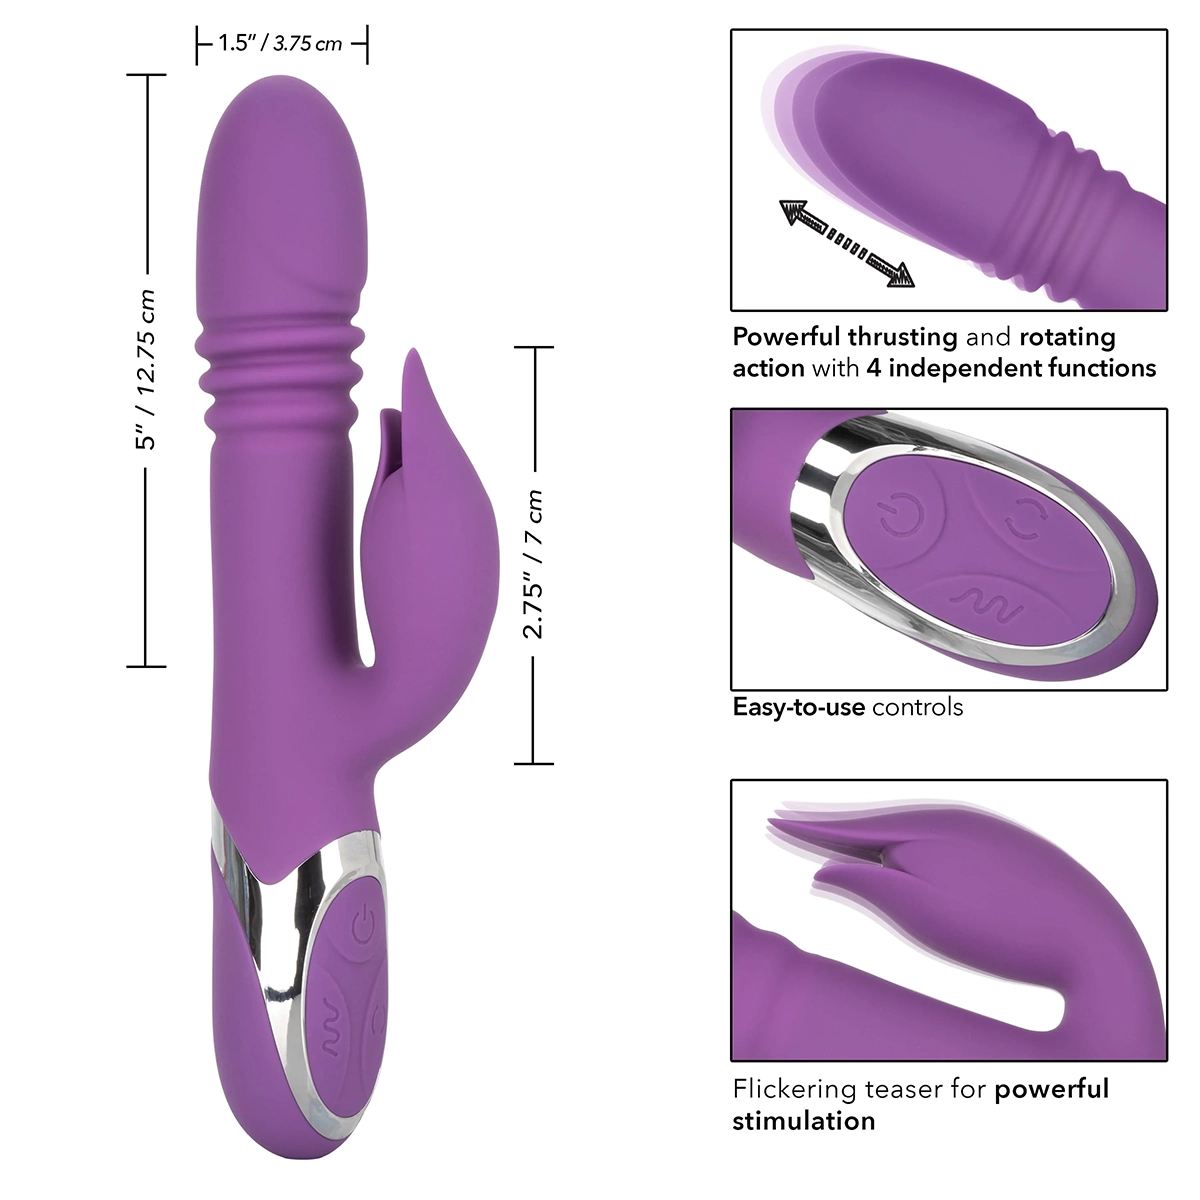 1.5" / 3.75 cm
5" / 12.75 cm
2.75" / 7 cm
Powerful thrusting and rotating
action with 4 independent functions
Easy-to-use controls
Flickering teaser for powerful
stimulation